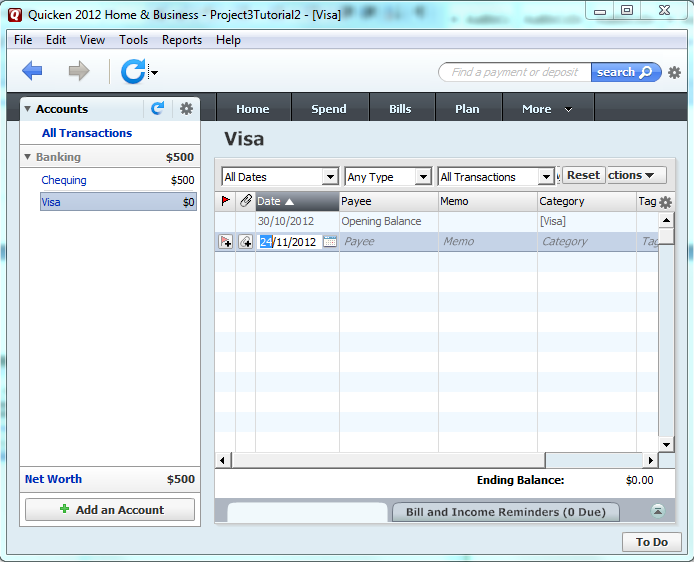 Quicken 2012 Home & Business - Project3Tutorial2 - [Visa]
File Edit View Tools Reports Help
Find a payment or deposit search
Accounts
Home Spend Bills Plan More
All Transactions
Banking $500
Chequing $500
Visa $0
Visa
All Dates Any Type All Transactions Reset ctions
Date Payee Memo Category Tag
30/10/2012 Opening Balance [Visa]
24/11/2012 Payee Memo Category Tag
Net Worth $500
Ending Balance: $0.00
Add an Account
Bill and Income Reminders (0 Due)
To Do